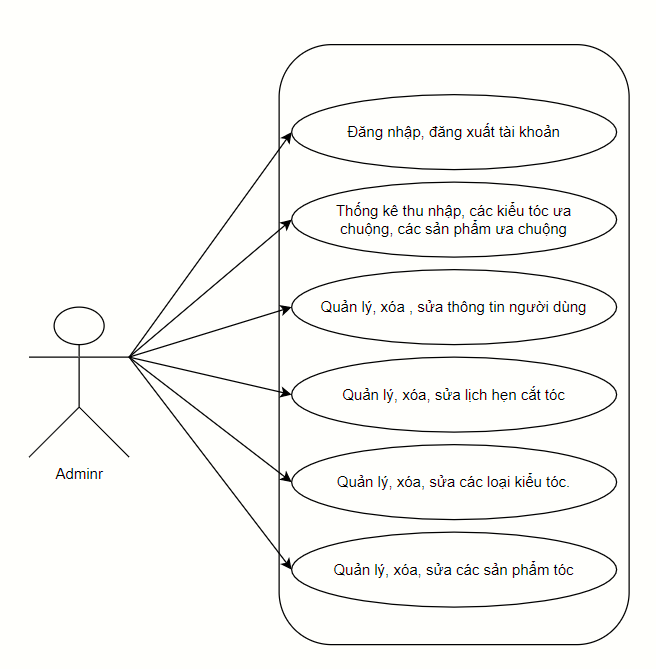 Đăng nhập, đăng xuất tài khoản
Thống kê thu nhập, các kiểu tóc ưa
chuộng, các sản phẩm ưa chuộng
Quản lý, xóa , sửa thông tin người dùng
Quản lý, xóa, sửa lịch hẹn cắt tóc
Quản lý, xóa, sửa các loại kiểu tóc.
Quản lý, xóa, sửa các sản phẩm tóc
Adminr